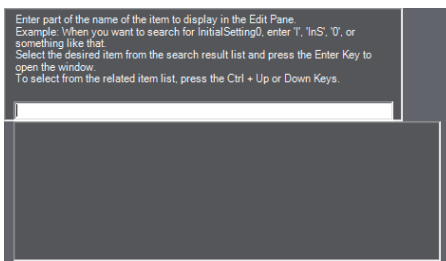 Enter part of the name of the item to display in the Edit Pane.
Example: When you want to search for InitialSetting0, enter 'I', 'InS', '0', or
something like that.
Select the desired item from the search result list and press the Enter Key to
open the window.
To select from the related item list, press the Ctrl + Up or Down Keys.